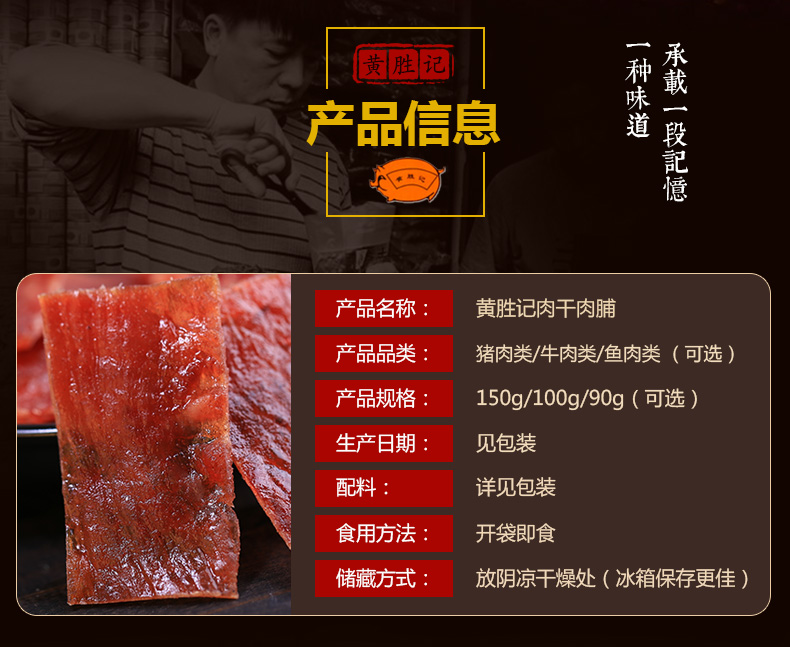 黄胜记
产品信息
黄胜记
承載一段記憶
一种味道
产品名称： 黄胜记肉干肉脯
产品品类： 猪肉类/牛肉类/鱼肉类（可选）
产品规格： 150g/100g/90g（可选）
生产日期： 见包装
配料： 详见包装
食用方法： 开袋即食
储藏方式： 放阴凉干燥处（冰箱保存更佳）